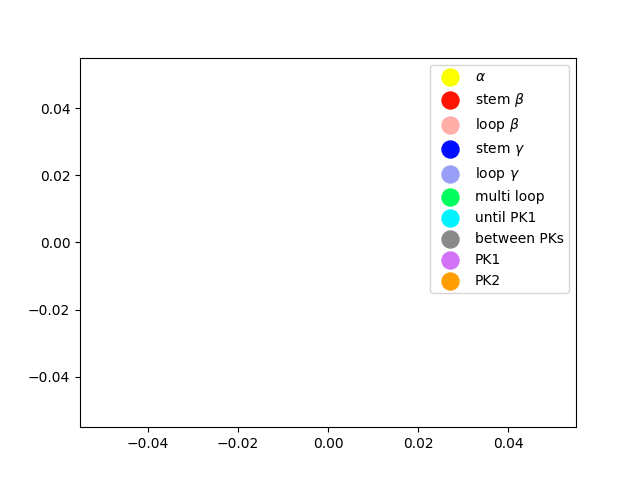 α
stem β
loop β
stem γ
loop γ
multi loop
until PK1
between PKs
PK1
PK2
0.04
0.02
0.00
−0.02
−0.04
−0.04 −0.02 0.00 0.02 0.04